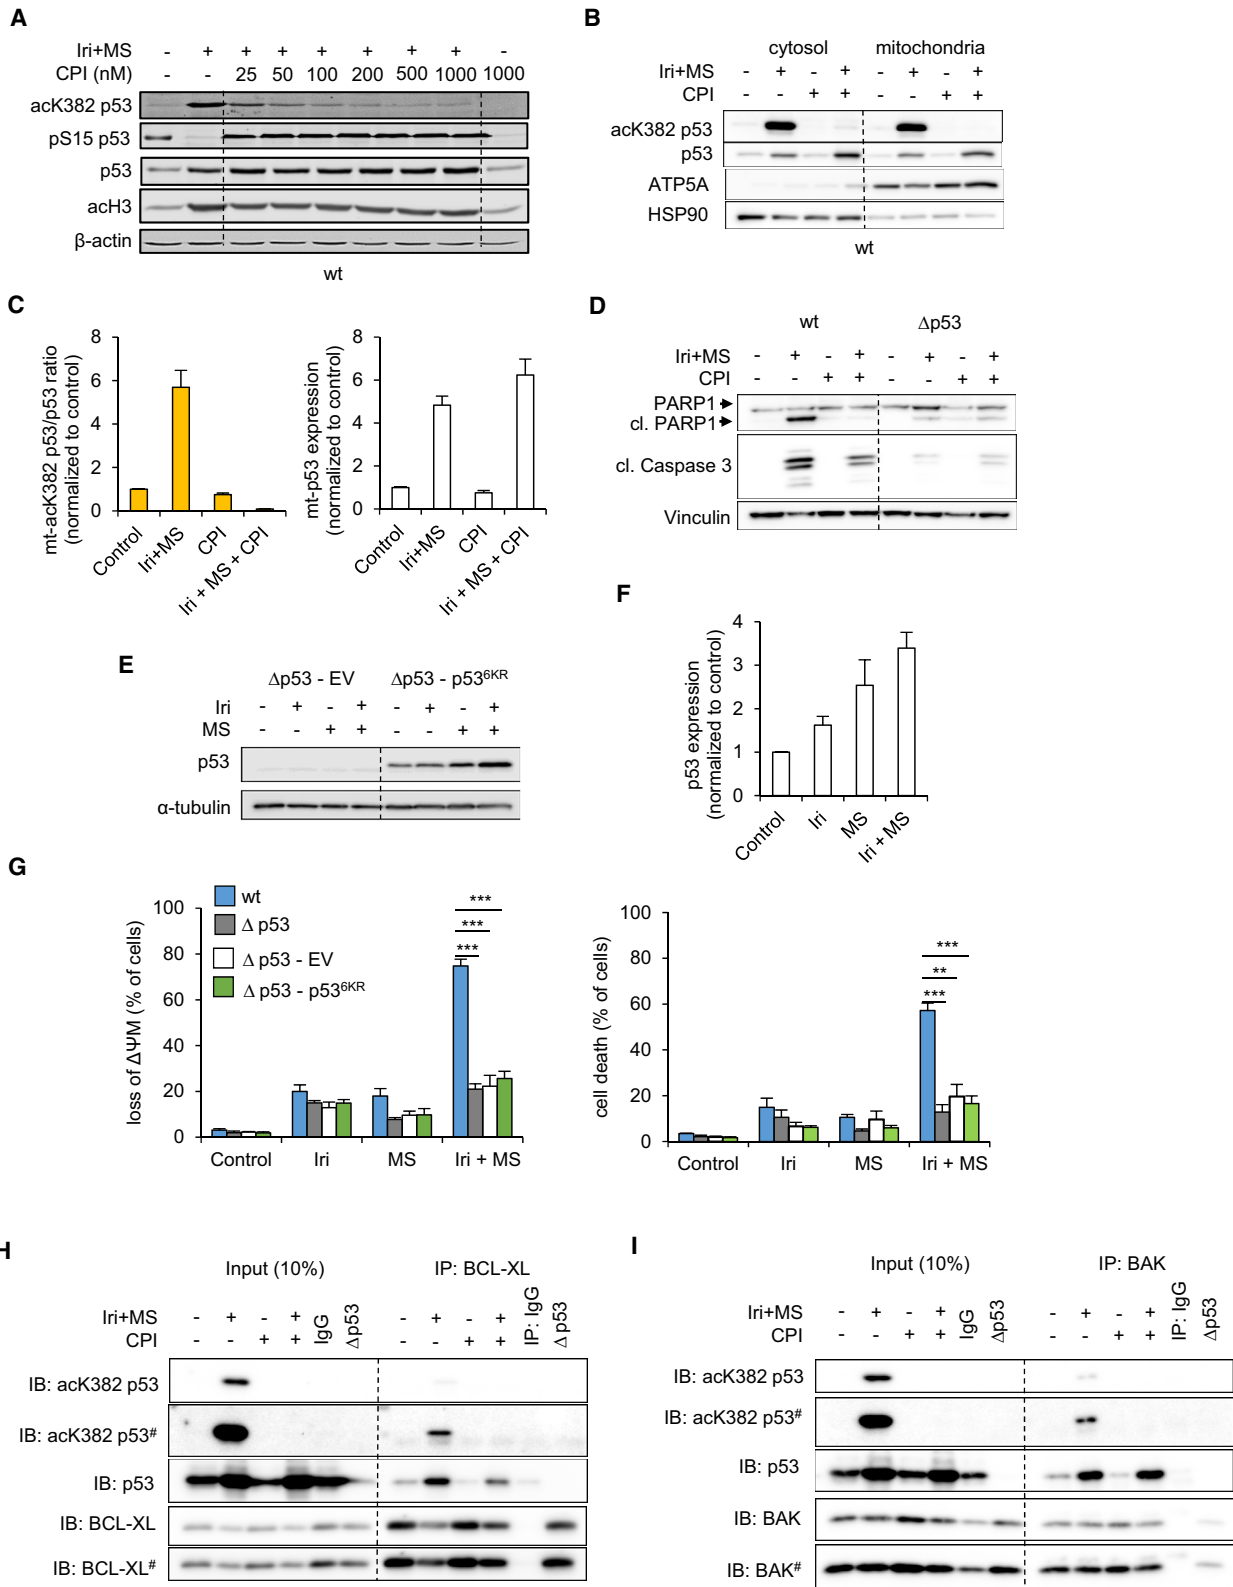 A
Iri+MS - + + + + + + + -
CPI (nM) - - 25 50 100 200 500 1000 1000
acK382 p53
pS15 p53
p53
acH3
β-actin
wt
B
cytosol mitochondria
Iri+MS - + - + - + - +
CPI - - + + - - + +
acK382 p53
p53
ATP5A
HSP90
wt
C
mt-acK382 p53/p53 ratio
(normalized to control)
8
6
4
2
0
Control
Iri+MS
CPI
Iri + MS + CPI
mt-p53 expression
(normalized to control)
8
6
4
2
0
Control
Iri+MS
CPI
Iri + MS + CPI
D
wt Δp53
Iri+MS - + - + - + - +
CPI - - + + - - + +
PARP1
cl. PARP1
cl. Caspase 3
Vinculin
E
Δp53 - EV Δp53 - p53⁶ᴷᴿ
Iri - + - + - + - +
MS - - + + - - + +
p53
α-tubulin
F
p53 expression
(normalized to control)
4
3
2
1
0
Control
Iri
MS
Iri + MS
G
loss of ΔΨM (% of cells)
100
80
60
40
20
0
wt
Δ p53
Δ p53 - EV
Δ p53 - p53⁶ᴷᴿ
***
***
***
Control Iri MS Iri + MS
cell death (% of cells)
100
80
60
40
20
0
***
**
***
Control Iri MS Iri + MS
H
Input (10%) IP: BCL-XL
Iri+MS - + - + IgG Δp53 - + - + IP: IgG Δp53
CPI - - + + - - + +
IB: acK382 p53
IB: acK382 p53#
IB: p53
IB: BCL-XL
IB: BCL-XL#
I
Input (10%) IP: BAK
Iri+MS - + - + IgG Δp53 - + - + IP: IgG Δp53
CPI - - + + - - + +
IB: acK382 p53
IB: acK382 p53#
IB: p53
IB: BAK
IB: BAK#